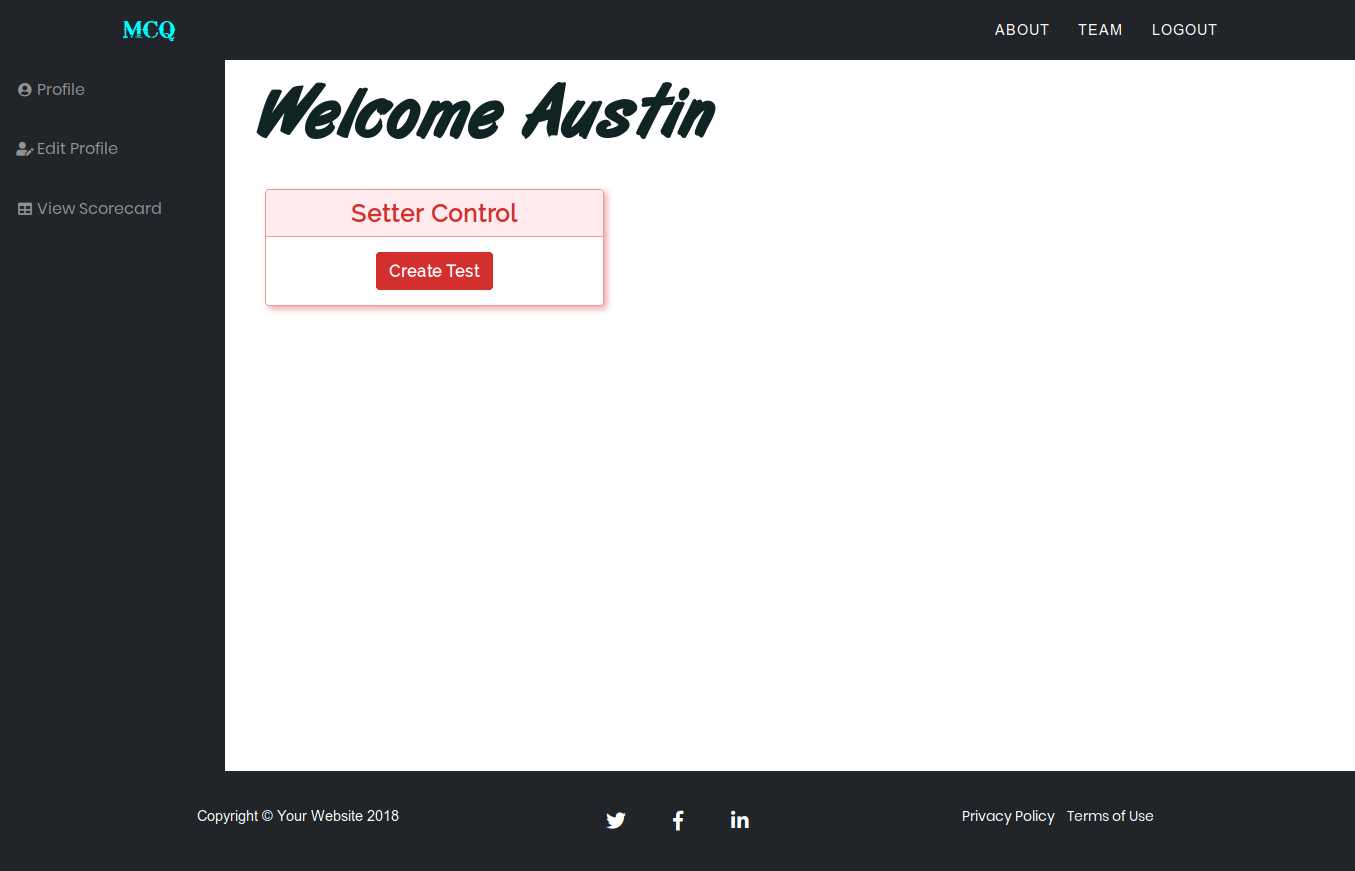 MCQ
ABOUT TEAM LOGOUT
Profile
Edit Profile
View Scorecard
Welcome Austin
Setter Control
Create Test
Copyright © Your Website 2018
Privacy Policy Terms of Use